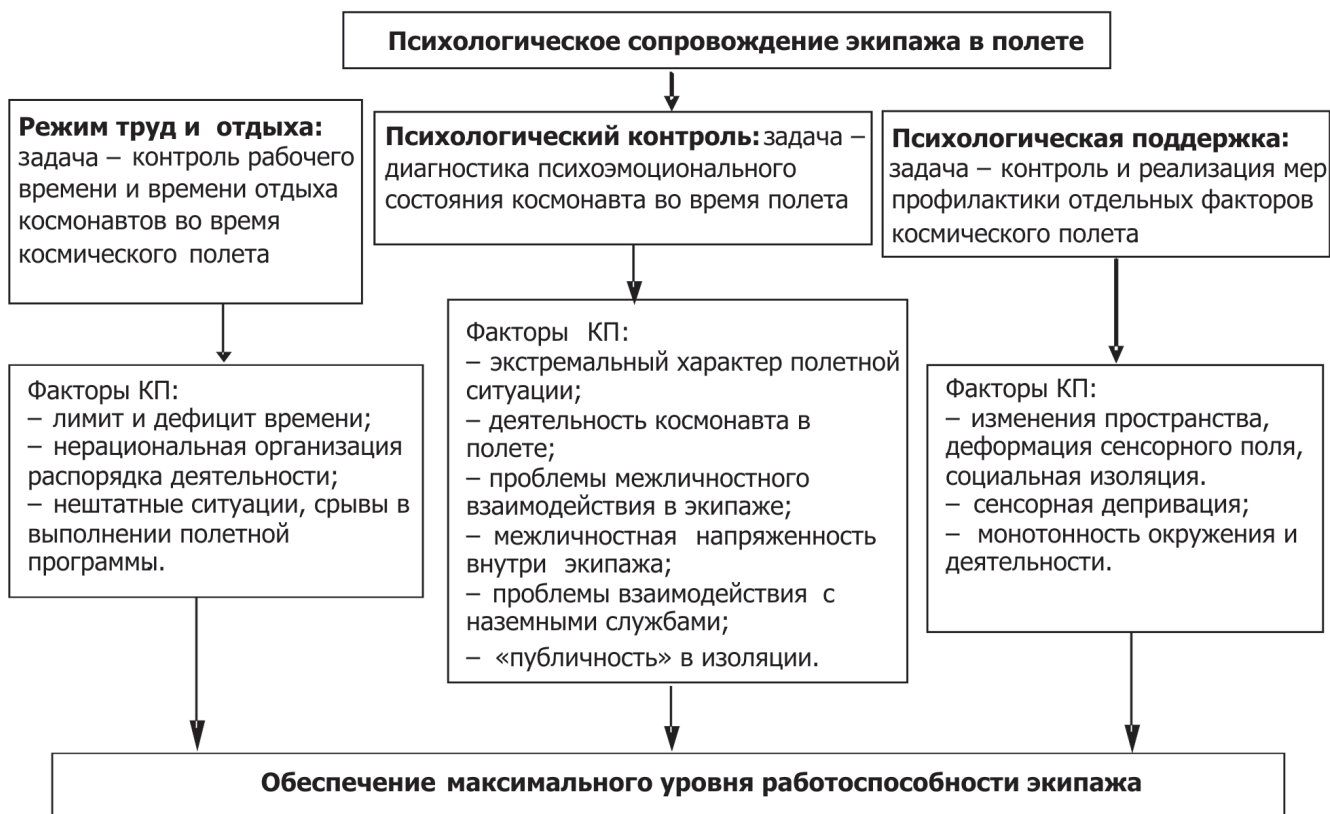 Психологическое сопровождение экипажа в полете
Режим труд и отдыха:
задача – контроль рабочего
времени и времени отдыха
космонавтов во время
космического полета
Психологический контроль: задача –
диагностика психоэмоционального
состояния космонавта во время полета
Психологическая поддержка:
задача – контроль и реализация мер
профилактики отдельных факторов
космического полета
Факторы КП:
– лимит и дефицит времени;
– нерациональная организация
распорядка деятельности;
– нештатные ситуации, срывы в
выполнении полетной
программы.
Факторы КП:
– экстремальный характер полетной
ситуации;
– деятельность космонавта в
полете;
– проблемы межличностного
взаимодействия в экипаже;
– межличностная напряженность
внутри экипажа;
– проблемы взаимодействия с
наземными службами;
– «публичность» в изоляции.
Факторы КП:
– изменения пространства,
деформация сенсорного поля,
социальная изоляция.
– сенсорная депривация;
– монотонность окружения и
деятельности.
Обеспечение максимального уровня работоспособности экипажа